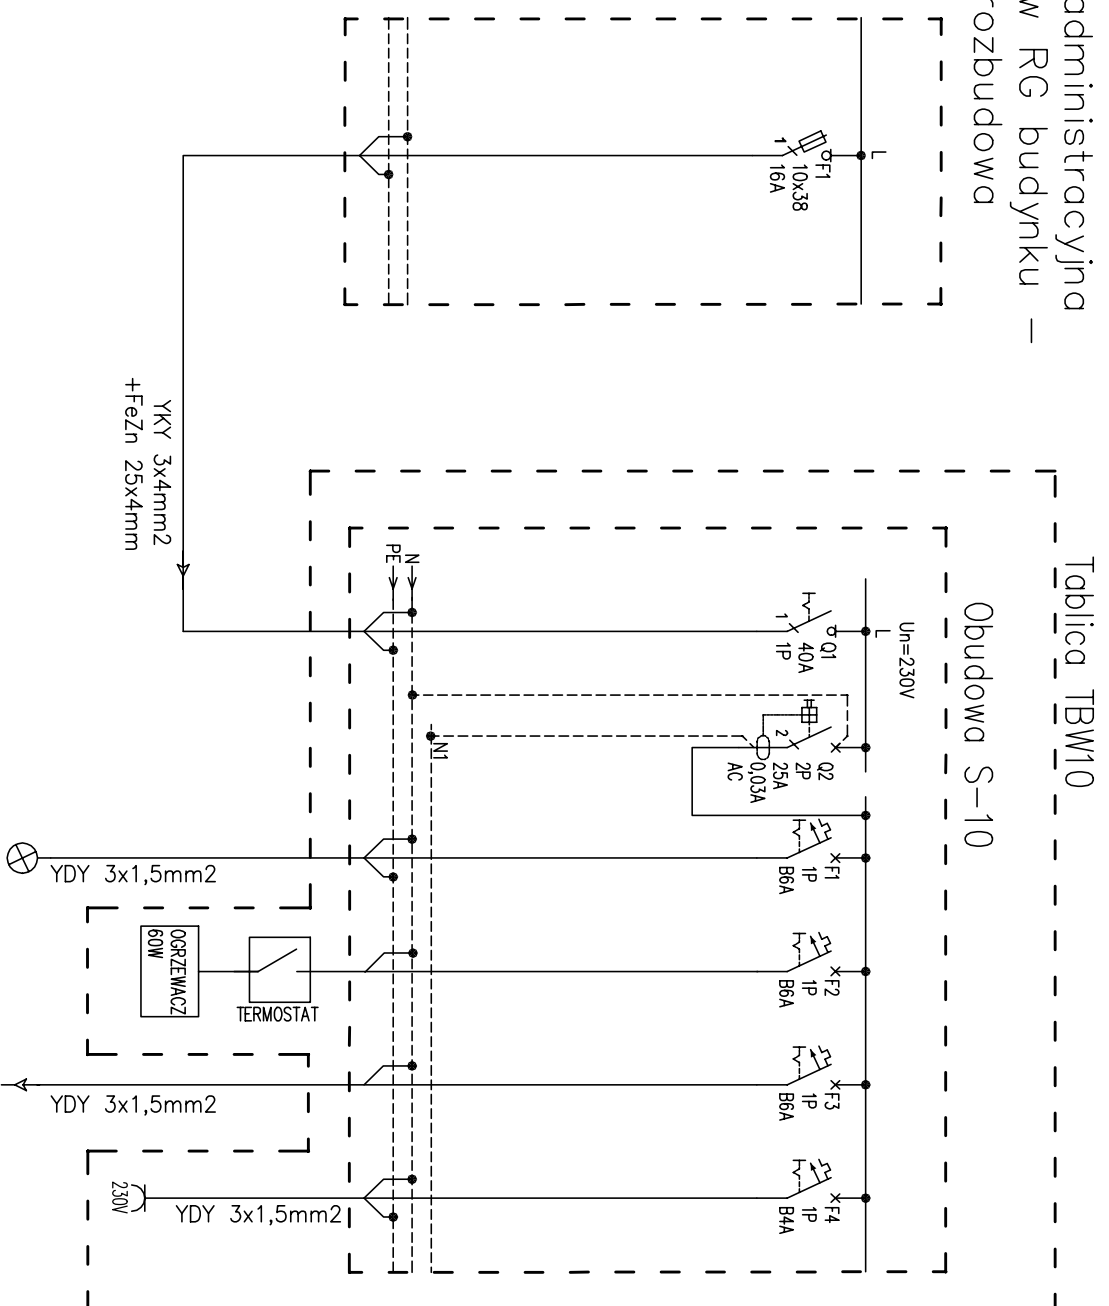 administracyjna
w RG budynku –
rozbudowa
L
F1
10x38
16A
1
YKY 3x4mm2
+FeZn 25x4mm
Tablica TBW10
Obudowa S-10
Un=230V
L
Q1
40A
1P
1
N
PE
Q2
2P
25A
0,03A
AC
2
N1
F1
1P
B6A
F2
1P
B6A
F3
1P
B6A
F4
1P
B4A
YDY 3x1,5mm2
OGRZEWACZ
60W
TERMOSTAT
YDY 3x1,5mm2
YDY 3x1,5mm2
230V